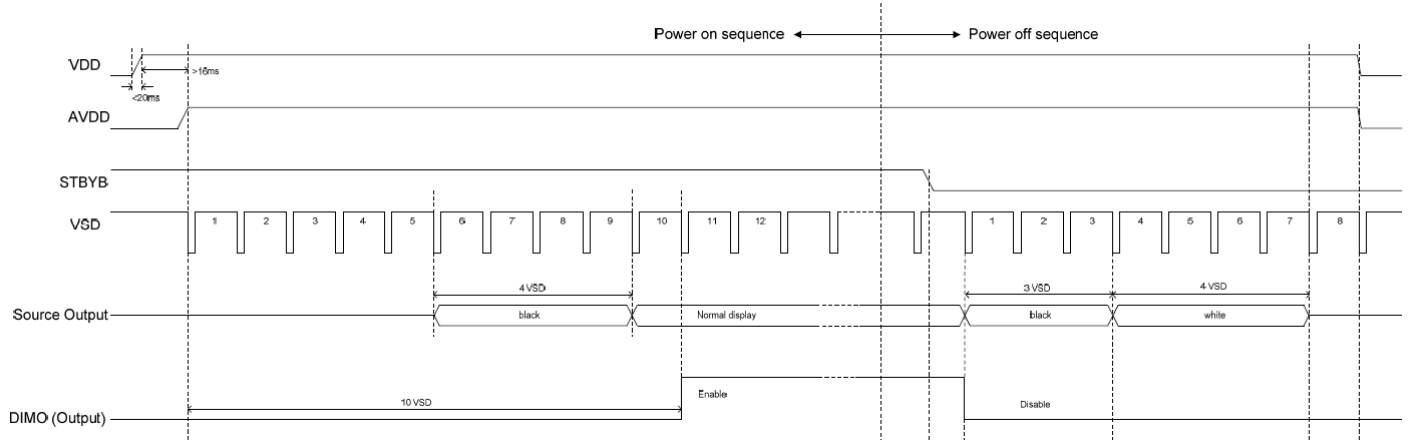 Power on sequence
Power off sequence
VDD
>16ms
<20ms
AVDD
STBYB
VSD
1 2 3 4 5 6 7 8 9 10 11 12 1 2 3 4 5 6 7 8
4 VSD
3 VSD
4 VSD
Source Output
black
Normal display
black
white
Enable
10 VSD
Disable
DIMO (Output)